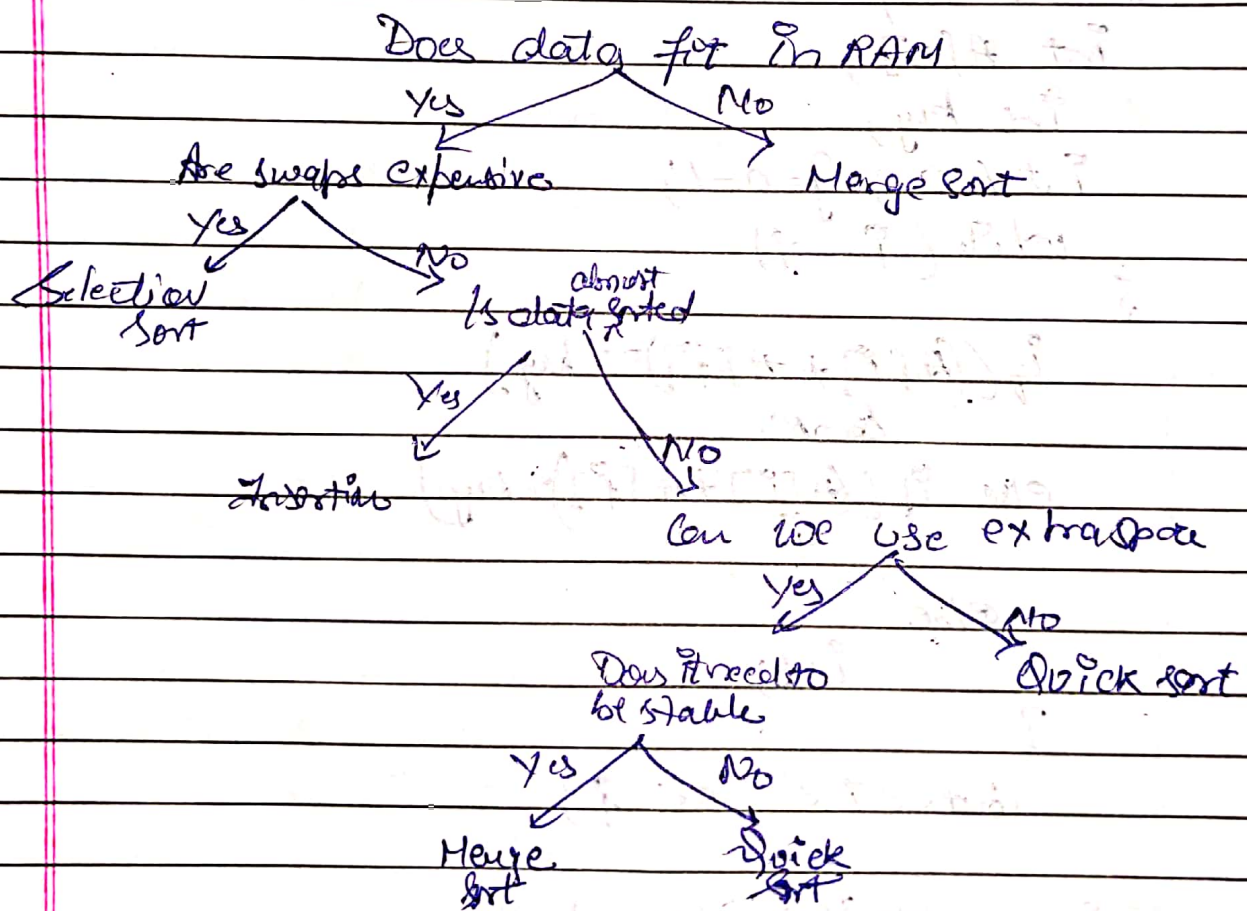 Does data fit in RAM
Yes
No
Are swaps expensive
Merge Sort
Yes
No
Selection
Sort
almost
Is data sorted
Yes
No
Insertion
Can we use extra space
Yes
No
Does it need to
be stable
Quick sort
Yes
No
Merge
Sort
Quick
Sort